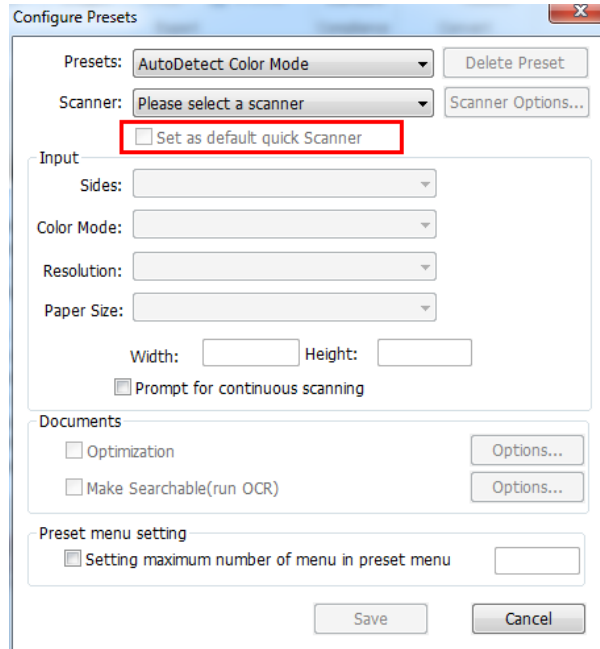 Configure Presets
Presets: AutoDetect Color Mode Delete Preset
Scanner: Please select a scanner Scanner Options...
Set as default quick Scanner
Input
Sides:
Color Mode:
Resolution:
Paper Size:
Width: Height:
Prompt for continuous scanning
Documents
Optimization Options...
Make Searchable(run OCR) Options...
Preset menu setting
Setting maximum number of menu in preset menu
Save Cancel